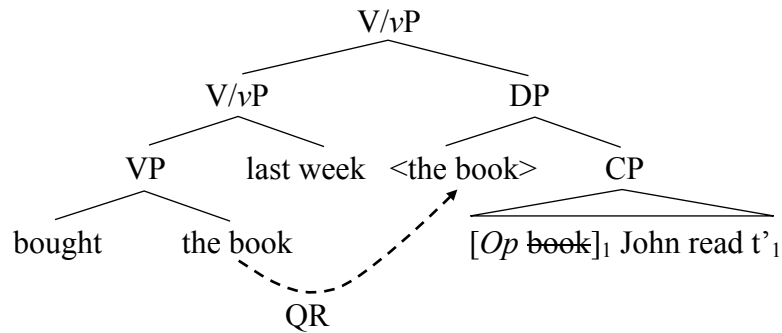 V/vP
V/vP DP
VP last week <the book> CP
bought the book [Op book]₁ John read t’₁
QR